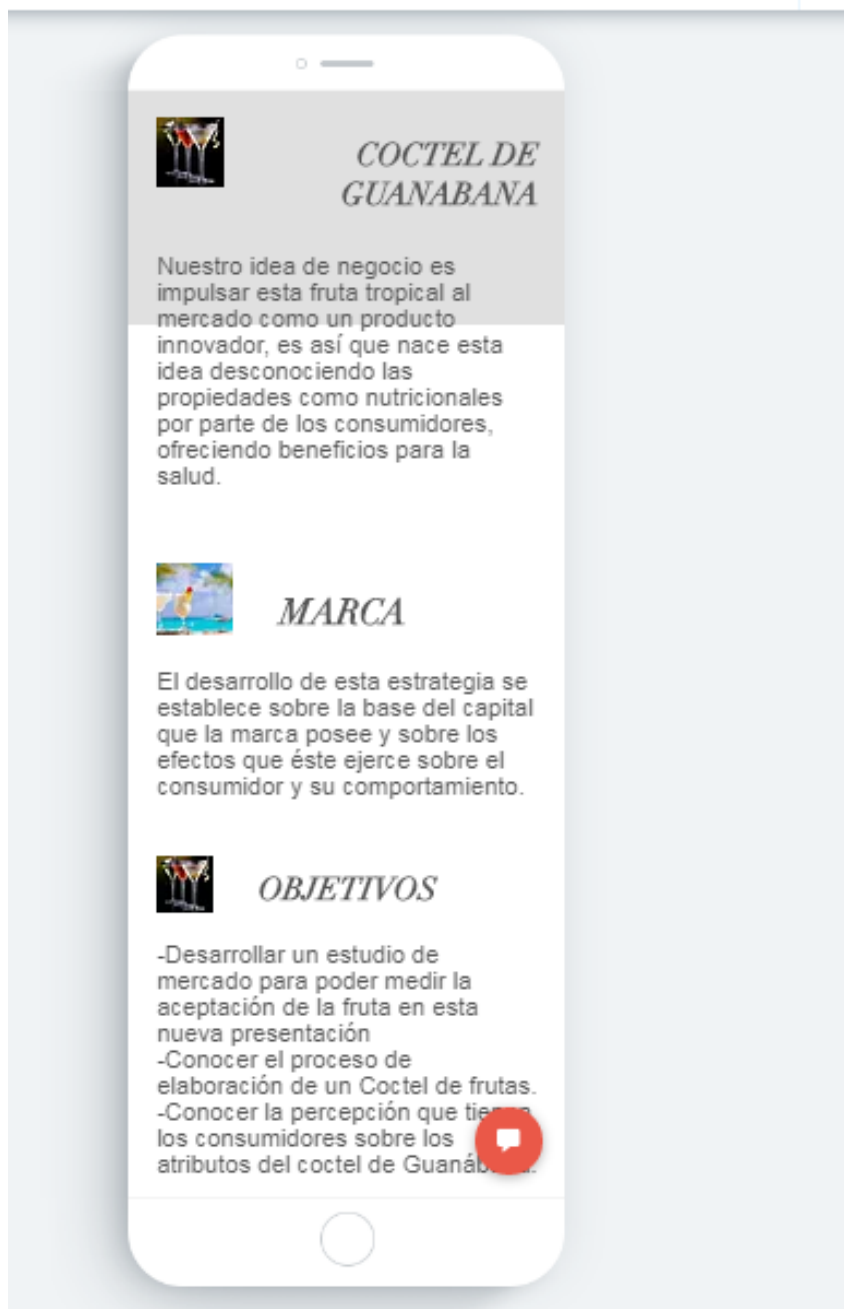 COCTEL DE
GUANABANA
Nuestro idea de negocio es
impulsar esta fruta tropical al
mercado como un producto
innovador, es así que nace esta
idea desconociendo las
propiedades como nutricionales
por parte de los consumidores,
ofreciendo beneficios para la
salud.
MARCA
El desarrollo de esta estrategia se
establece sobre la base del capital
que la marca posee y sobre los
efectos que éste ejerce sobre el
consumidor y su comportamiento.
OBJETIVOS
-Desarrollar un estudio de
mercado para poder medir la
aceptación de la fruta en esta
nueva presentación
-Conocer el proceso de
elaboración de un Coctel de frutas.
-Conocer la percepción que
los consumidores sobre los
atributos del coctel de